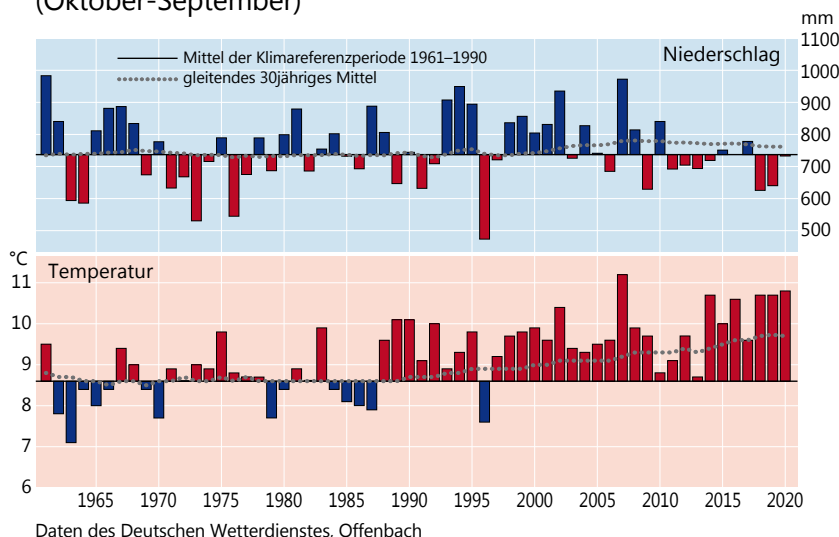 (Oktober-September)
mm
1100
Mittel der Klimareferenzperiode 1961–1990
Niederschlag
gleitendes 30jähriges Mittel
1000
900
800
700
600
500
°C
Temperatur
11
10
9
8
7
6
1965 1970 1975 1980 1985 1990 1995 2000 2005 2010 2015 2020
Daten des Deutschen Wetterdienstes, Offenbach